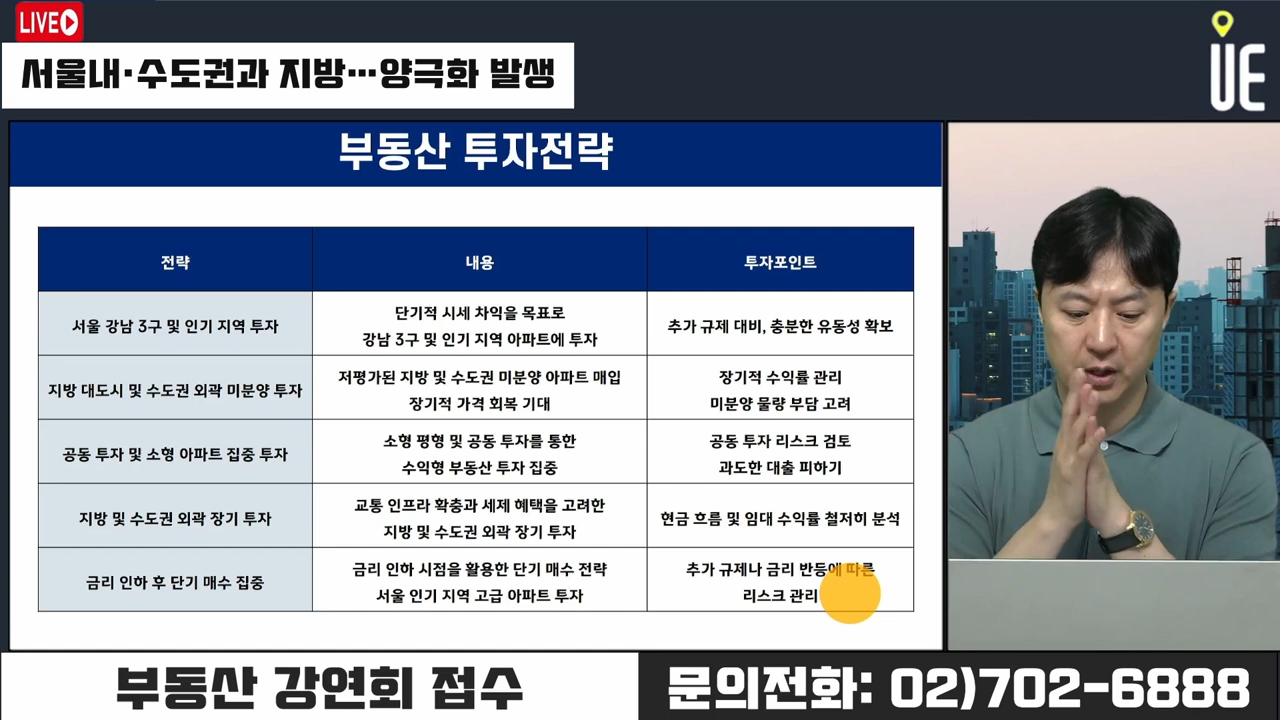 LIVE
서울내·수도권과 지방…양극화 발생
UE
부동산 투자전략
전략
내용
투자포인트
서울 강남 3구 및 인기 지역 투자
단기적 시세 차익을 목표로
강남 3구 및 인기 지역 아파트에 투자
추가 규제 대비, 충분한 유동성 확보
지방 대도시 및 수도권 외곽 미분양 투자
저평가된 지방 및 수도권 미분양 아파트 매입
장기적 가격 회복 기대
장기적 수익률 관리
미분양 물량 부담 고려
공동 투자 및 소형 아파트 집중 투자
소형 평형 및 공동 투자를 통한
수익형 부동산 투자 집중
공동 투자 리스크 검토
과도한 대출 피하기
지방 및 수도권 외곽 장기 투자
교통 인프라 확충과 세제 혜택을 고려한
지방 및 수도권 외곽 장기 투자
현금 흐름 및 임대 수익률 철저히 분석
금리 인하 후 단기 매수 집중
금리 인하 시점을 활용한 단기 매수 전략
서울 인기 지역 고급 아파트 투자
추가 규제나 금리 반등에 따른
리스크 관리
부동산 강연회 접수
문의전화: 02)702-6888